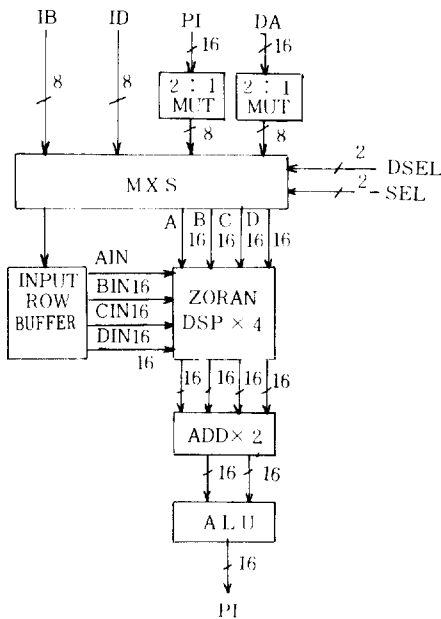 IB ID PI DA
16 16
8 8 2 : 1 2 : 1
MUT MUT
8 8
2
MXS DSEL
2
SEL
A B C D
16 16 16 16
AIN
INPUT BIN16 ZORAN
ROW CIN16 DSP × 4
BUFFER DIN16
16
16 16 16 16
ADD× 2
16 16
ALU
16
PI